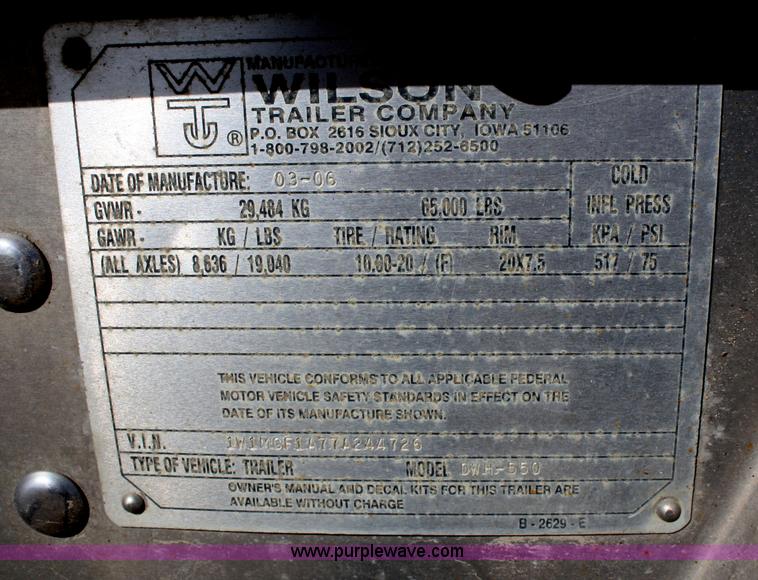 MANUFACTURE
WILSON
TRAILER COMPANY
P.O. BOX 2616 SIOUX CITY, IOWA 51106
1-800-798-2002/(712)252-6500
WT ®
DATE OF MANUFACTURE: 03-06
COLD
GVWR - 29,484 KG 65,000 LBS INFL PRESS
GAWR - KG / LBS TIRE / RATING RIM KPA / PSI
(ALL AXLES) 8,636 / 19,040 10.00-20 / (F) 20X7.5 517 / 75
THIS VEHICLE CONFORMS TO ALL APPLICABLE FEDERAL
MOTOR VEHICLE SAFETY STANDARDS IN EFFECT ON THE
DATE OF ITS MANUFACTURE SHOWN.
V.I.N.
TYPE OF VEHICLE: TRAILER MODEL DWH-550
OWNER'S MANUAL AND DECAL KITS FOR THIS TRAILER ARE
AVAILABLE WITHOUT CHARGE
B - 2629 - E
www.purplewave.com